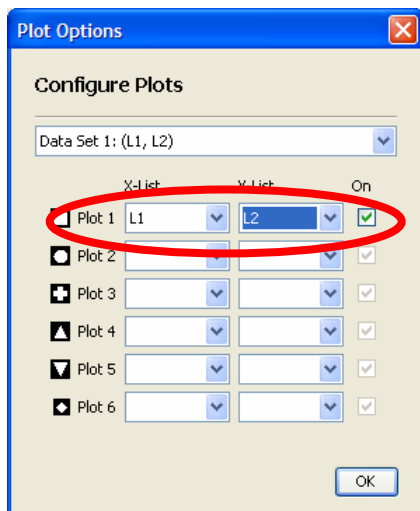 Plot Options
Configure Plots
Data Set 1: (L1, L2)
X-List Y-List On
Plot 1 L1 L2
Plot 2
Plot 3
Plot 4
Plot 5
Plot 6
OK